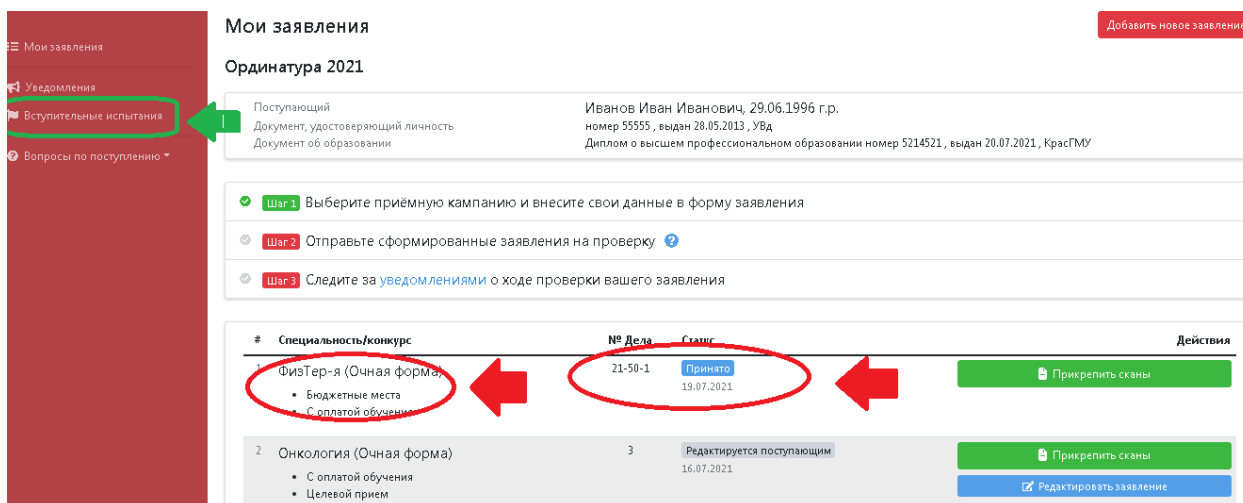 Мои заявления
Уведомления
Вступительные испытания
Вопросы по поступлению
Мои заявления
Добавить новое заявление
Ординатура 2021
Поступающий Иванов Иван Иванович, 29.06.1996 г.р.
Документ, удостоверяющий личность номер 55555 , выдан 28.05.2013 , УВд
Документ об образовании Диплом о высшем профессиональном образовании номер 5214521 , выдан 20.07.2021 , КрасГМУ
Шаг 1 Выберите приёмную кампанию и внесите свои данные в форму заявления
Шаг 2 Отправьте сформированные заявления на проверку ?
Шаг 3 Следите за уведомлениями о ходе проверки вашего заявления
# Специальность/конкурс № Дела Статус Действия
1 ФизТер-я (Очная форма) 21-50-1 Принято Прикрепить сканы
19.07.2021
• Бюджетные места
• С оплатой обучения
2 Онкология (Очная форма) 3 Редактируется поступающим Прикрепить сканы
16.07.2021
• С оплатой обучения
• Целевой прием Редактировать заявление